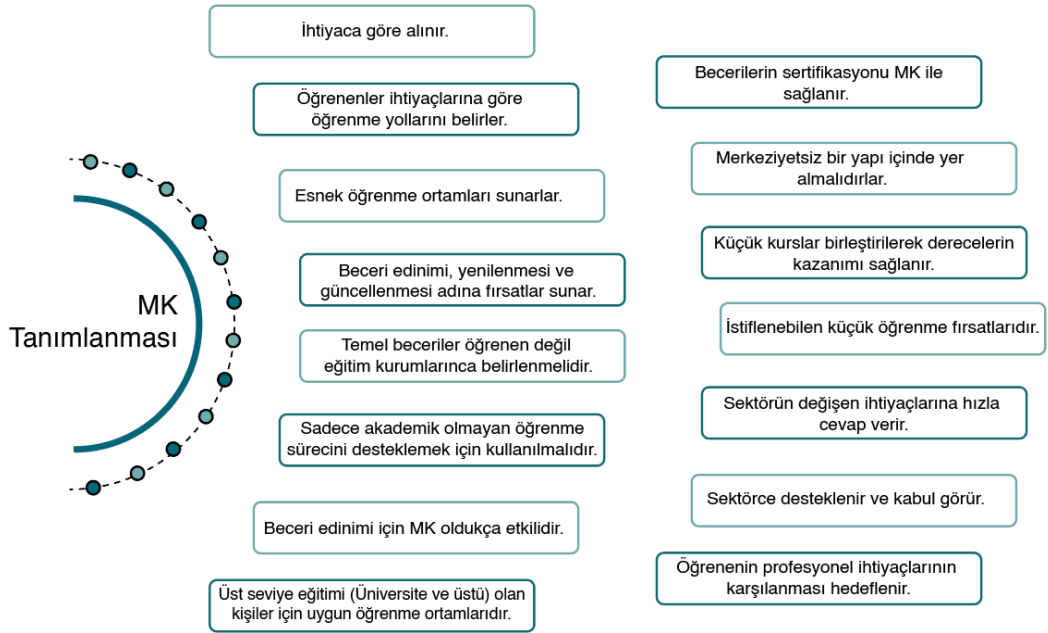 MK
Tanımlanması
İhtiyaca göre alınır.
Öğrenenler ihtiyaçlarına göre
öğrenme yollarını belirler.
Esnek öğrenme ortamları sunarlar.
Beceri edinimi, yenilenmesi ve
güncellenmesi adına fırsatlar sunar.
Temel beceriler öğrenen değil
eğitim kurumlarınca belirlenmelidir.
Sadece akademik olmayan öğrenme
sürecini desteklemek için kullanılmalıdır.
Beceri edinimi için MK oldukça etkilidir.
Üst seviye eğitimi (Üniversite ve üstü) olan
kişiler için uygun öğrenme ortamlarıdır.
Becerilerin sertifikasyonu MK ile
sağlanır.
Merkeziyetsiz bir yapı içinde yer
almalıdırlar.
Küçük kurslar birleştirilerek derecelerin
kazanımı sağlanır.
İstiflenebilen küçük öğrenme fırsatlarıdır.
Sektörün değişen ihtiyaçlarına hızla
cevap verir.
Sektörce desteklenir ve kabul görür.
Öğrenenin profesyonel ihtiyaçlarının
karşılanması hedeflenir.